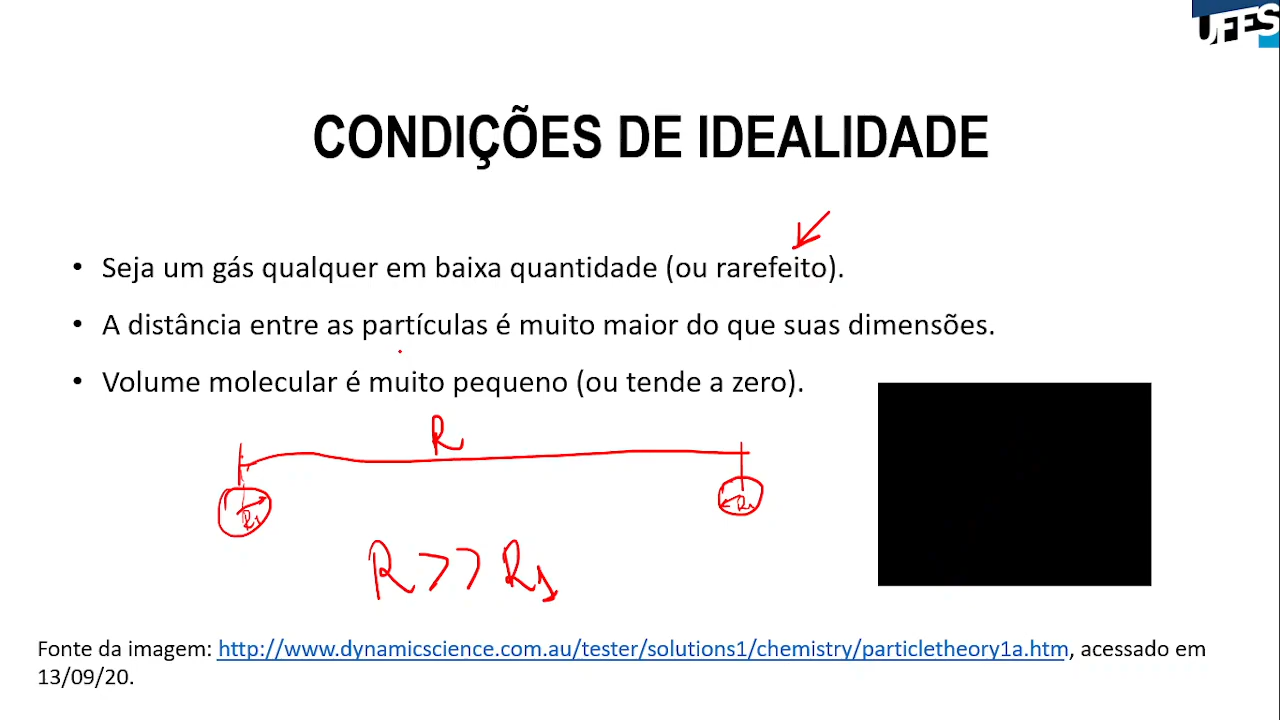 UFES
CONDIÇÕES DE IDEALIDADE
• Seja um gás qualquer em baixa quantidade (ou rarefeito).
• A distância entre as partículas é muito maior do que suas dimensões.
• Volume molecular é muito pequeno (ou tende a zero).
R
R1 R1
R >> R1
Fonte da imagem: http://www.dynamicscience.com.au/tester/solutions1/chemistry/particletheory1a.htm, acessado em
13/09/20.